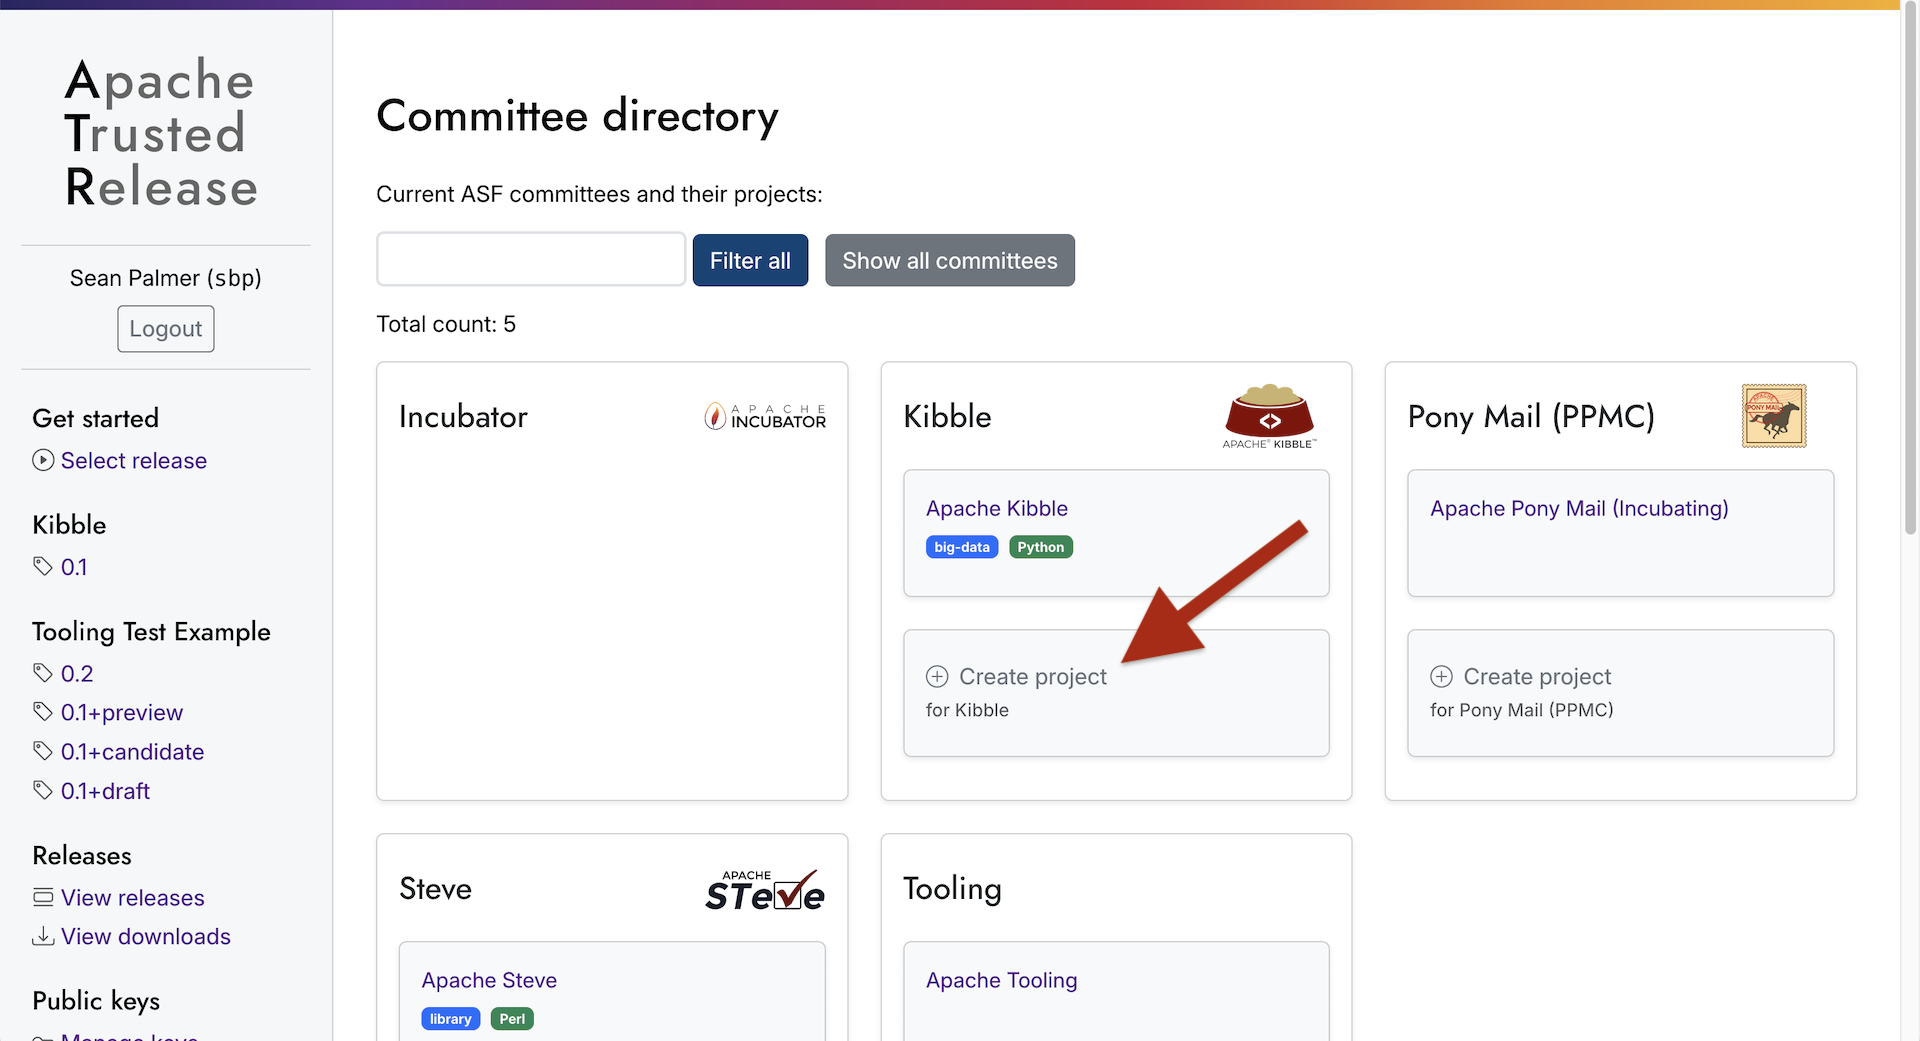 Apache
Trusted
Release
Sean Palmer (sbp)
Logout
Get started
Select release
Kibble
0.1
Tooling Test Example
0.2
0.1+preview
0.1+candidate
0.1+draft
Releases
View releases
View downloads
Public keys
Manage keys
Committee directory
Current ASF committees and their projects:
Filter all
Show all committees
Total count: 5
Incubator
APACHE
INCUBATOR
Kibble
APACHE® KIBBLE™
Apache Kibble
big-data
Python
Create project
for Kibble
Pony Mail (PPMC)
APACHE
PONY MAIL
Apache Pony Mail (Incubating)
Create project
for Pony Mail (PPMC)
Steve
APACHE
STeVe
Apache Steve
library
Perl
Tooling
Apache Tooling